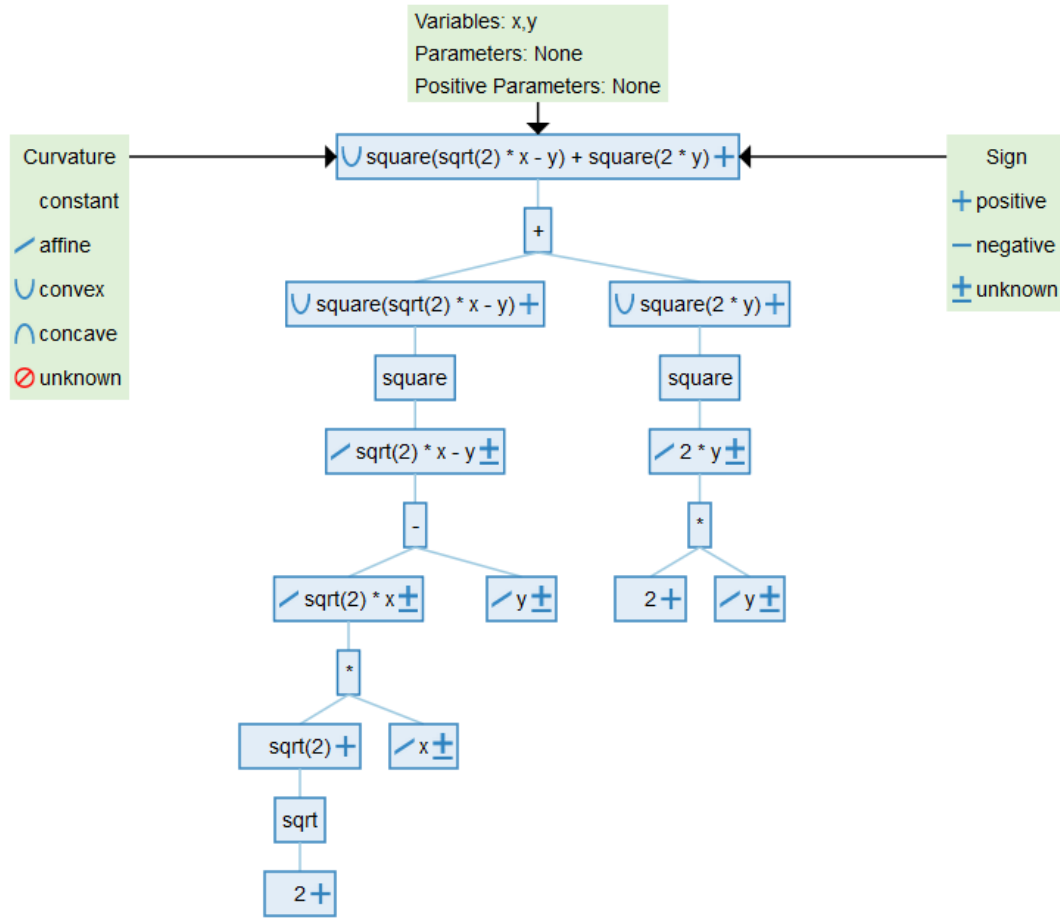 Variables: x,y
Parameters: None
Positive Parameters: None
Curvature
constant
affine
convex
concave
unknown
square(sqrt(2) * x - y) + square(2 * y) +
Sign
+ positive
− negative
± unknown
+
square(sqrt(2) * x - y) +
square(2 * y) +
square
square
sqrt(2) * x - y ±
2 * y ±
-
*
sqrt(2) * x ±
y ±
2 +
y ±
*
sqrt(2) +
x ±
sqrt
2 +